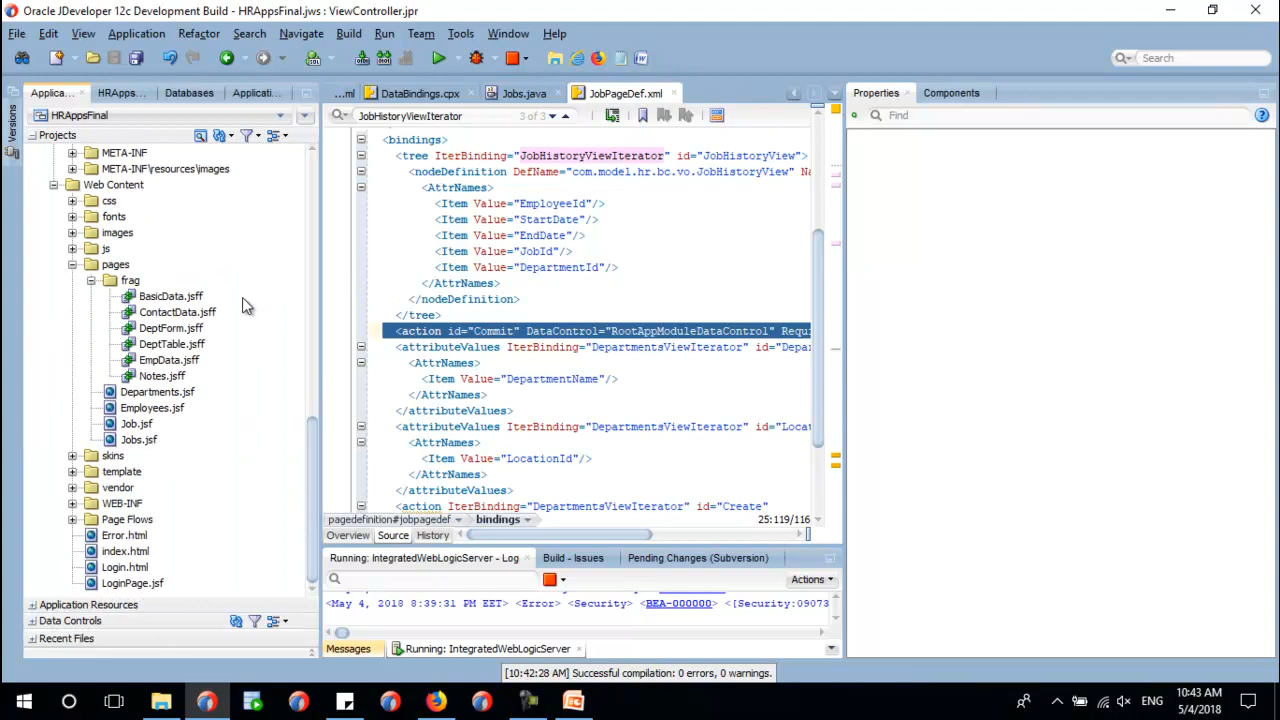 Oracle JDeveloper 12c Development Build - HRAppsFinal.jws : ViewController.jpr
File Edit View Application Refactor Search Navigate Build Run Team Tools Window Help
Search
Applica... HRApps... Databases Applicati...
...ml DataBindings.cpx Jobs.java JobPageDef.xml
Properties Components
Versions
HRAppsFinal
JobHistoryViewIterator 3 of 3
Find
Projects
META-INF
META-INF\resources\images
Web Content
css
fonts
images
js
pages
frag
BasicData.jsff
ContactData.jsff
DeptForm.jsff
DeptTable.jsff
EmpData.jsff
Notes.jsff
Departments.jsf
Employees.jsf
Job.jsf
Jobs.jsf
skins
template
vendor
WEB-INF
Page Flows
Error.html
index.html
Login.html
LoginPage.jsf
Application Resources
Data Controls
Recent Files
<bindings>
<tree IterBinding="JobHistoryViewIterator" id="JobHistoryView">
<nodeDefinition DefName="com.model.hr.bc.vo.JobHistoryView" Na
<AttrNames>
<Item Value="EmployeeId"/>
<Item Value="StartDate"/>
<Item Value="EndDate"/>
<Item Value="JobId"/>
<Item Value="DepartmentId"/>
</AttrNames>
</nodeDefinition>
</tree>
<action id="Commit" DataControl="RootAppModuleDataControl" Requi
<attributeValues IterBinding="DepartmentsViewIterator" id="Depar
<AttrNames>
<Item Value="DepartmentName"/>
</AttrNames>
</attributeValues>
<attributeValues IterBinding="DepartmentsViewIterator" id="Locat
<AttrNames>
<Item Value="LocationId"/>
</AttrNames>
</attributeValues>
<action IterBinding="DepartmentsViewIterator" id="Create"
pagedefinition#jobpagedef bindings 25:119/116
Overview Source History
Running: IntegratedWebLogicServer - Log Build - Issues Pending Changes (Subversion)
Actions
<May 4, 2018 8:39:31 PM EET> <Error> <Security> <BEA-000000> <[Security:09073
Messages Running: IntegratedWebLogicServer
[10:42:28 AM] Successful compilation: 0 errors, 0 warnings.
ENG
10:43 AM
5/4/2018